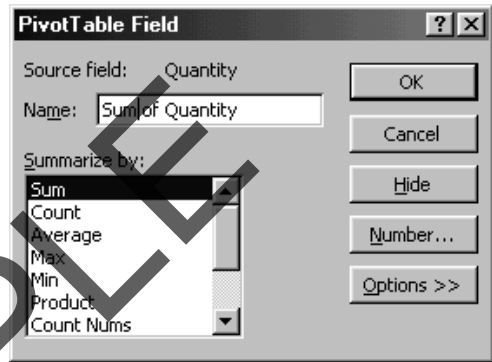 PivotTable Field
Source field: Quantity
Name: Sum of Quantity
Summarize by:
Sum
Count
Average
Max
Min
Product
Count Nums
OK
Cancel
Hide
Number...
Options >>
PLE